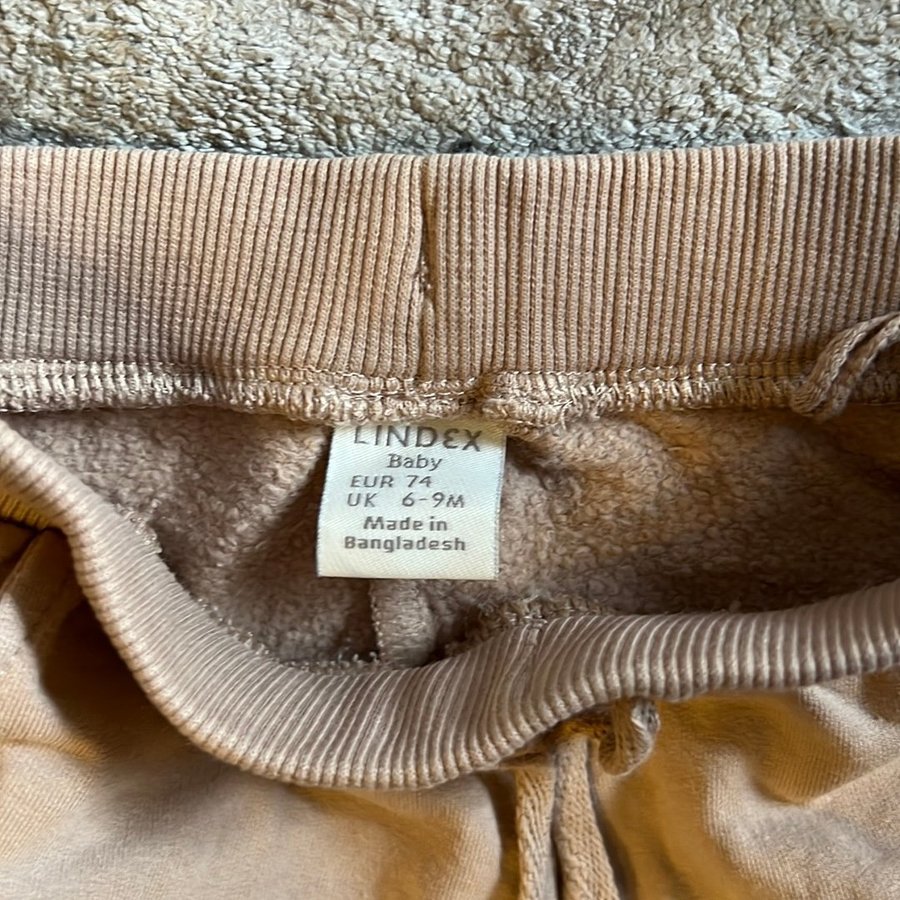 LINDEX
Baby
EUR 74
UK 6-9M
Made in
Bangladesh